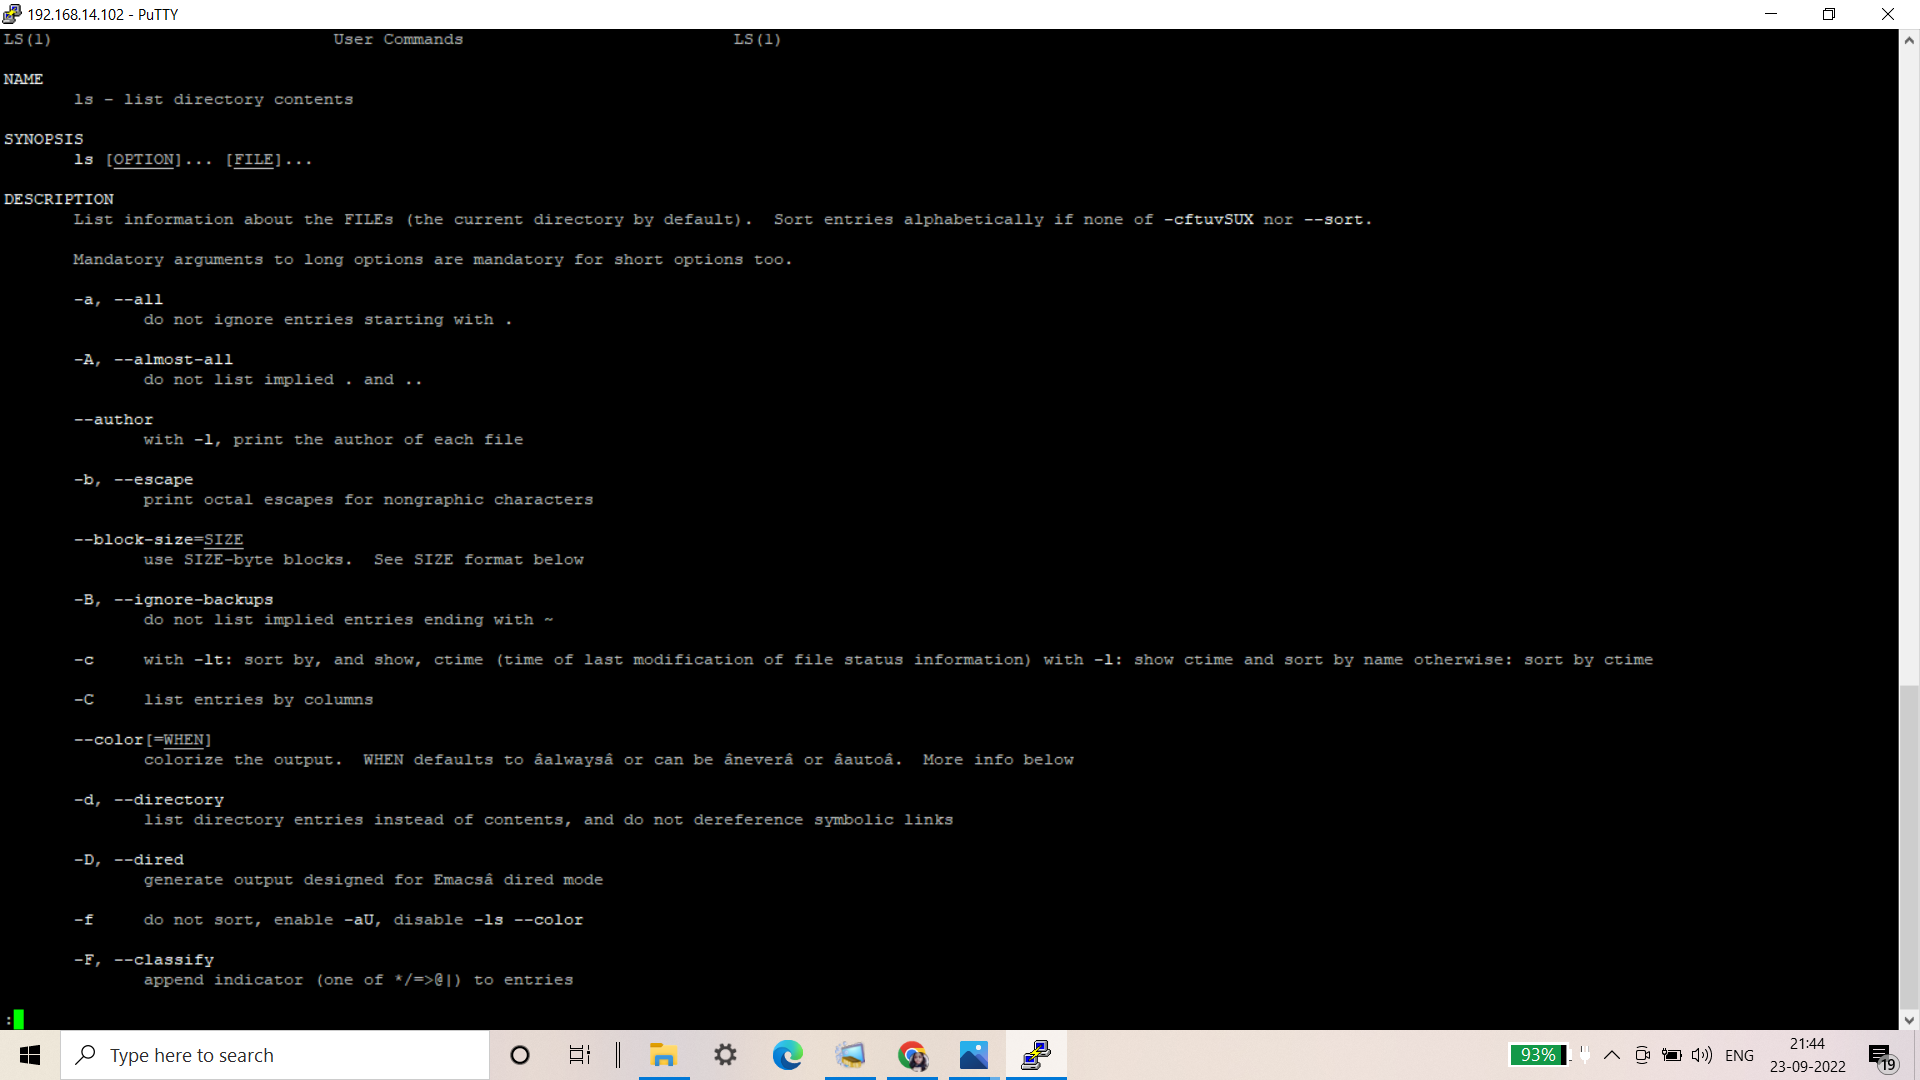 192.168.14.102 - PuTTY
LS(1) User Commands LS(1)
NAME
ls - list directory contents
SYNOPSIS
ls [OPTION]... [FILE]...
DESCRIPTION
List information about the FILEs (the current directory by default). Sort entries alphabetically if none of -cftuvSUX nor --sort.
Mandatory arguments to long options are mandatory for short options too.
-a, --all
do not ignore entries starting with .
-A, --almost-all
do not list implied . and ..
--author
with -l, print the author of each file
-b, --escape
print octal escapes for nongraphic characters
--block-size=SIZE
use SIZE-byte blocks. See SIZE format below
-B, --ignore-backups
do not list implied entries ending with ~
-c with -lt: sort by, and show, ctime (time of last modification of file status information) with -l: show ctime and sort by name otherwise: sort by ctime
-C list entries by columns
--color[=WHEN]
colorize the output. WHEN defaults to âalwaysâ or can be âneverâ or âautoâ. More info below
-d, --directory
list directory entries instead of contents, and do not dereference symbolic links
-D, --dired
generate output designed for Emacsâ dired mode
-f do not sort, enable -aU, disable -ls --color
-F, --classify
append indicator (one of */=>@|) to entries
:
Type here to search
93%
ENG
21:44
23-09-2022
19